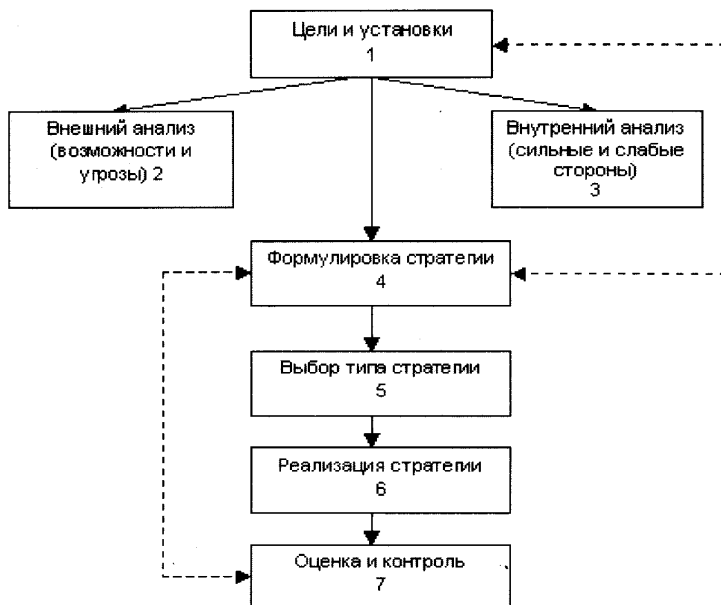 Цели и установки
1
Внешний анализ
(возможности и
угрозы) 2
Внутренний анализ
(сильные и слабые
стороны)
3
Формулировка стратегии
4
Выбор типа стратегии
5
Реализация стратегии
6
Оценка и контроль
7